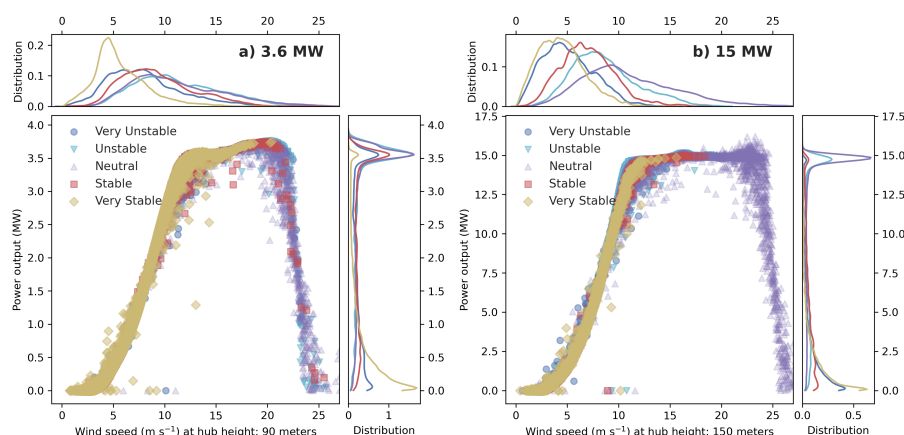 0 5 10 15 20 25
0 5 10 15 20 25
Distribution
0.2
0.1
0.0
a) 3.6 MW
Distribution
0.1
0.0
b) 15 MW
Power output (MW)
4.0
3.5
3.0
2.5
2.0
1.5
1.0
0.5
0.0
Very Unstable
Unstable
Neutral
Stable
Very Stable
4.0
3.5
3.0
2.5
2.0
1.5
1.0
0.5
0.0
Power output (MW)
17.5
15.0
12.5
10.0
7.5
5.0
2.5
0.0
Very Unstable
Unstable
Neutral
Stable
Very Stable
17.5
15.0
12.5
10.0
7.5
5.0
2.5
0.0
0 5 10 15 20 25
0 1
0 5 10 15 20 25
0.0 0.5
Wind speed (m s⁻¹) at hub height: 90 meters
Distribution
Wind speed (m s⁻¹) at hub height: 150 meters
Distribution